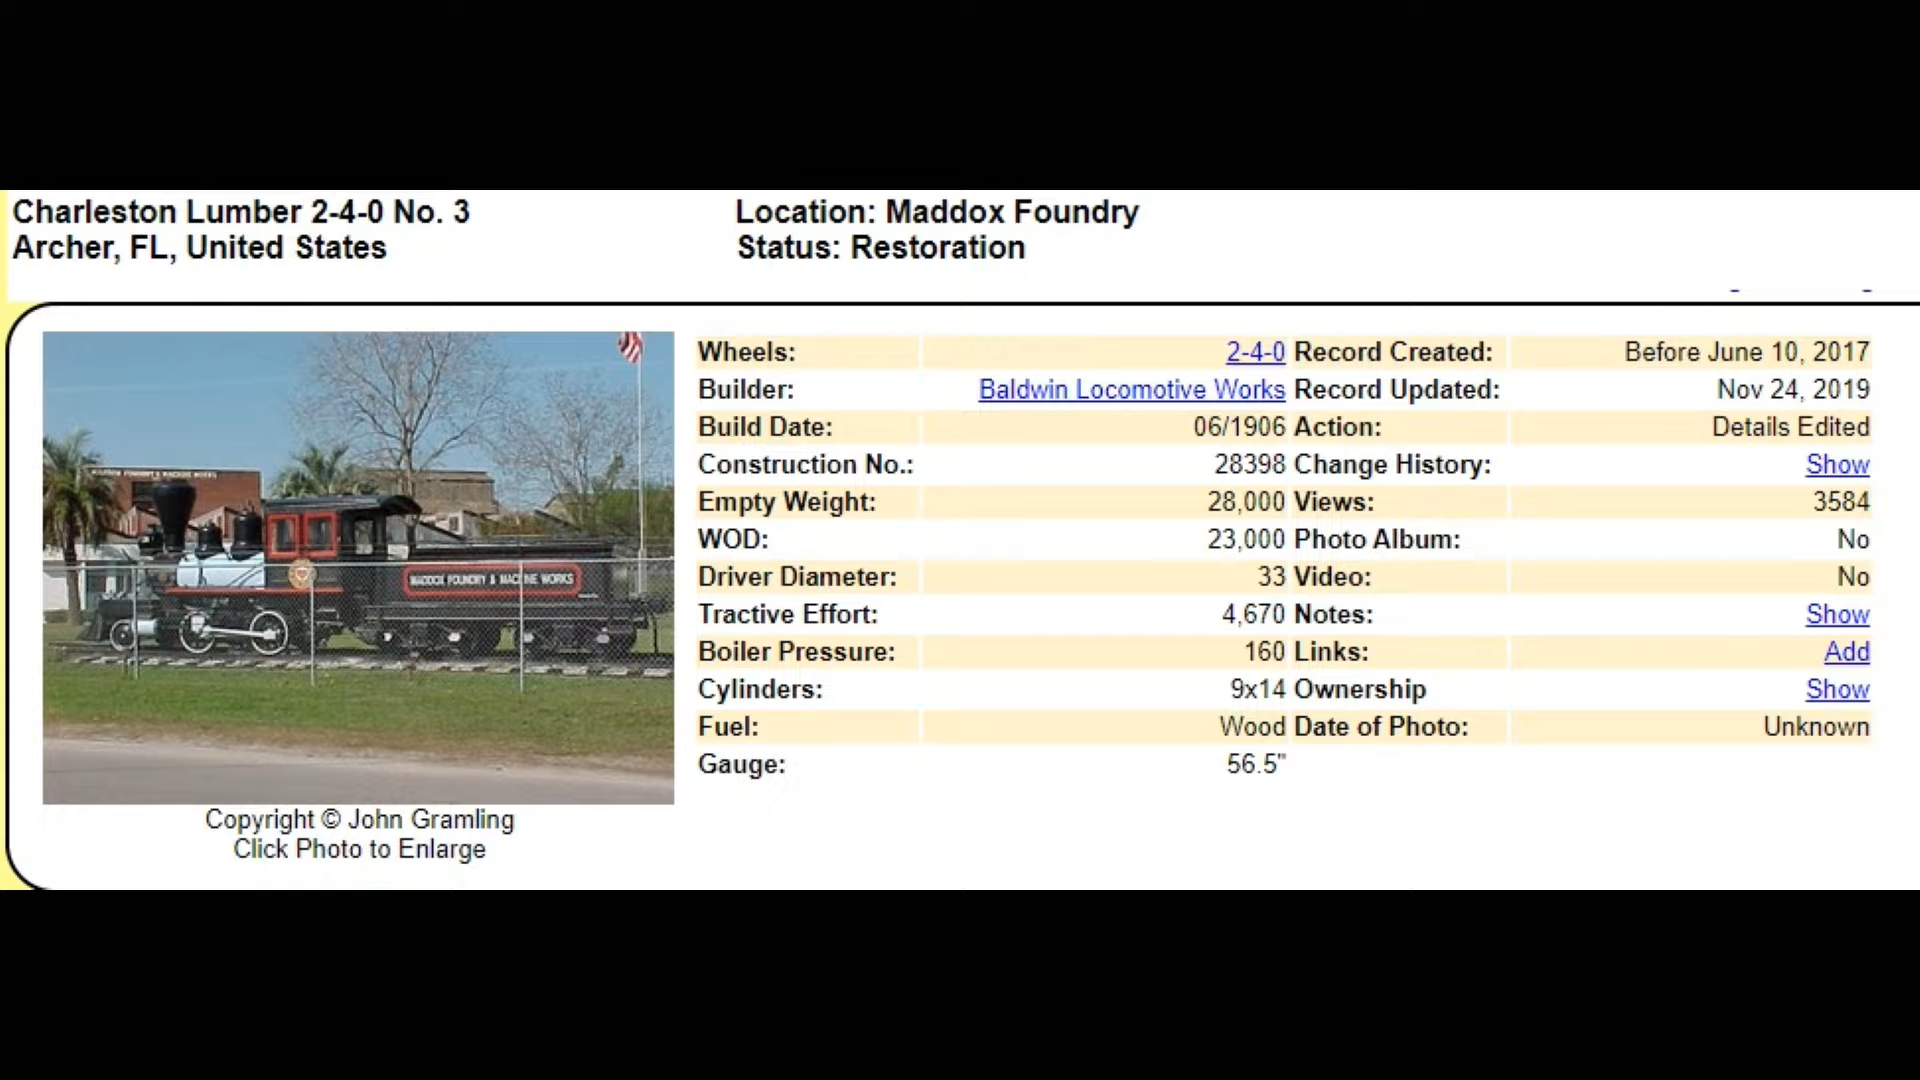 Charleston Lumber 2-4-0 No. 3
Archer, FL, United States
Location: Maddox Foundry
Status: Restoration
MADDOX FOUNDRY & MACHINE WORKS
MADDOX FOUNDRY & MACHINE WORKS
Copyright © John Gramling
Click Photo to Enlarge
Wheels: 2-4-0 Record Created: Before June 10, 2017
Builder: Baldwin Locomotive Works Record Updated: Nov 24, 2019
Build Date: 06/1906 Action: Details Edited
Construction No.: 28398 Change History: Show
Empty Weight: 28,000 Views: 3584
WOD: 23,000 Photo Album: No
Driver Diameter: 33 Video: No
Tractive Effort: 4,670 Notes: Show
Boiler Pressure: 160 Links: Add
Cylinders: 9x14 Ownership Show
Fuel: Wood Date of Photo: Unknown
Gauge: 56.5"